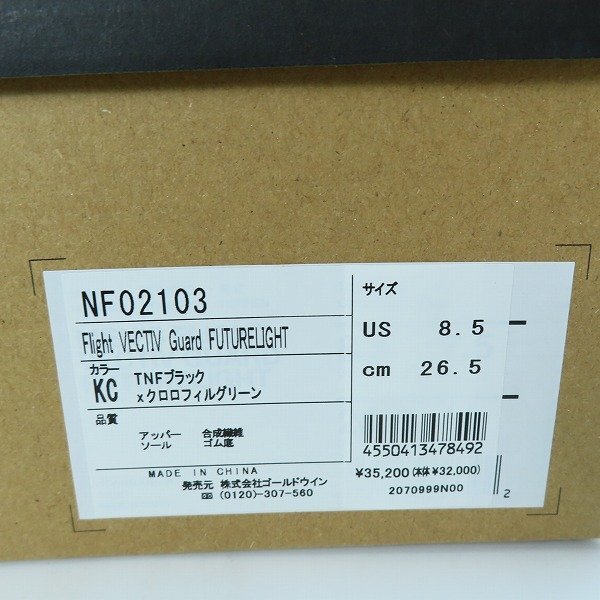 NF02103
Flight VECTIV Guard FUTURELIGHT
カラー
KC
TNFブラック
xクロロフィルグリーン
品質
アッパー 合成繊維
ソール ゴム底
MADE IN CHINA
発売元 株式会社ゴールドウイン
(0120)-307-560
サイズ
US 8.5
cm 26.5
4550413478492
¥35,200(本体¥32,000)
2070999N00
2